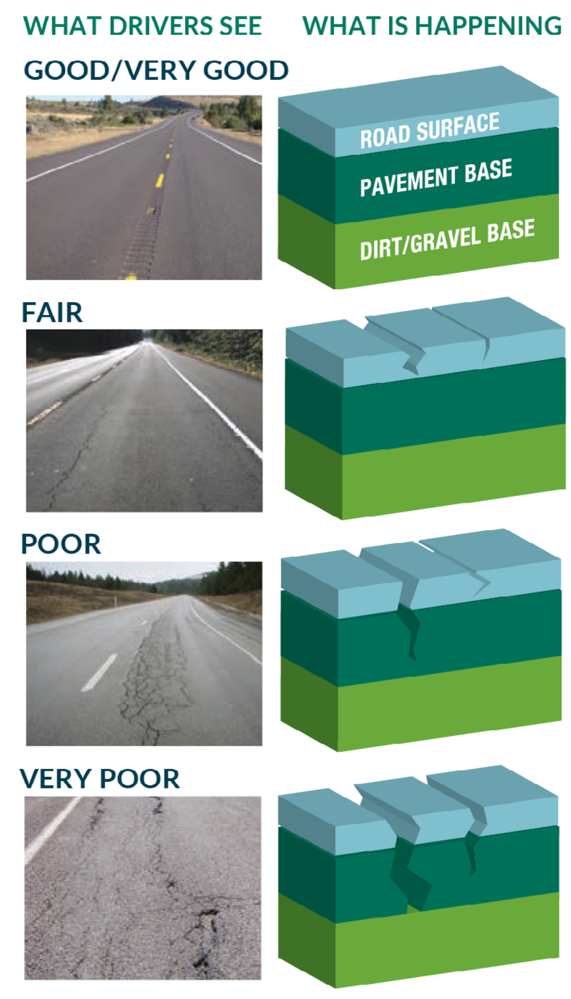 WHAT DRIVERS SEE
WHAT IS HAPPENING
GOOD/VERY GOOD
ROAD SURFACE
PAVEMENT BASE
DIRT/GRAVEL BASE
FAIR
POOR
VERY POOR